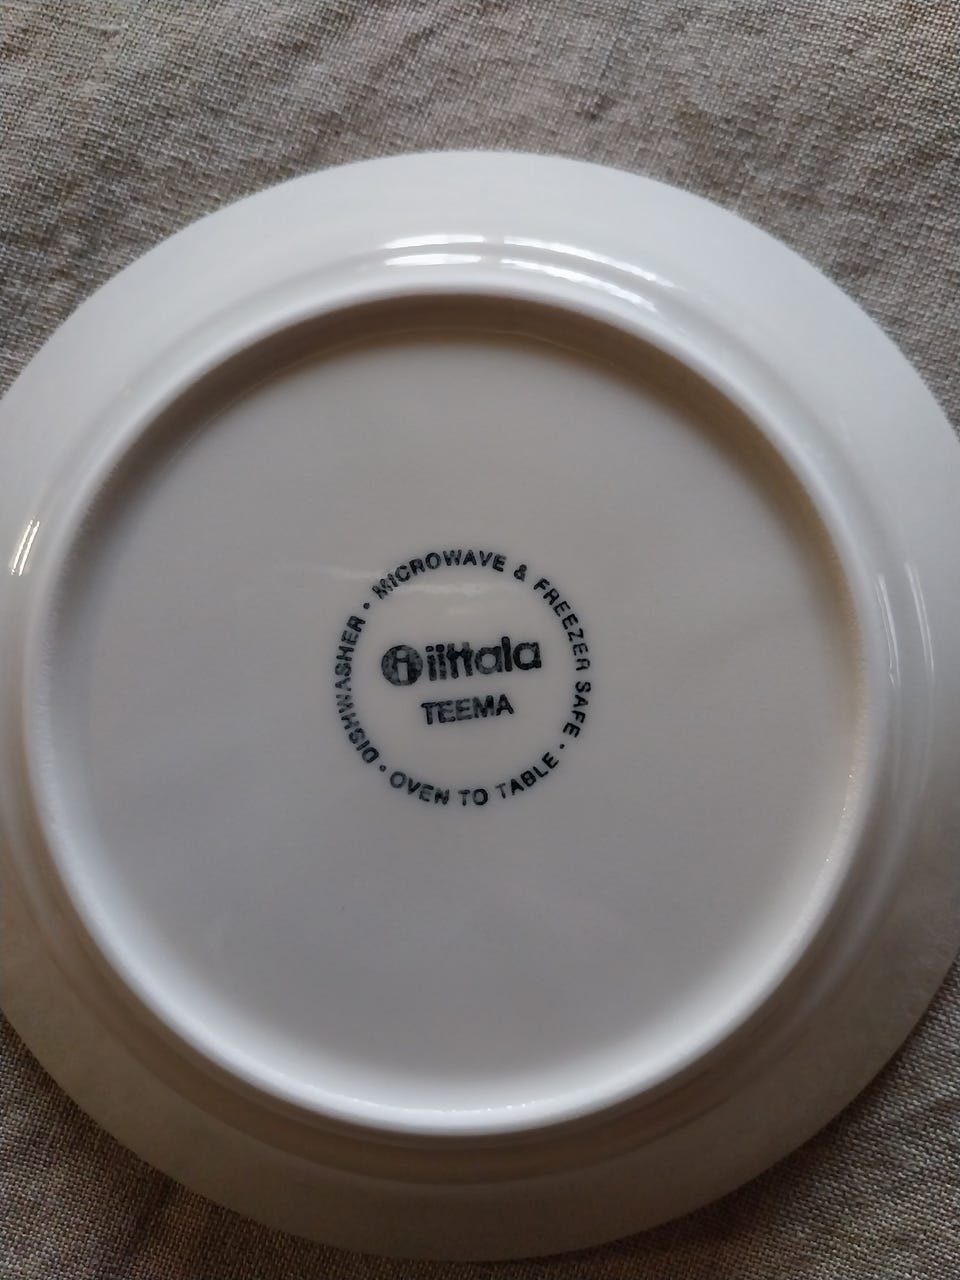 MICROWAVE & FREEZER SAFE • OVEN TO TABLE • DISHWASHER •
i iittala
TEEMA